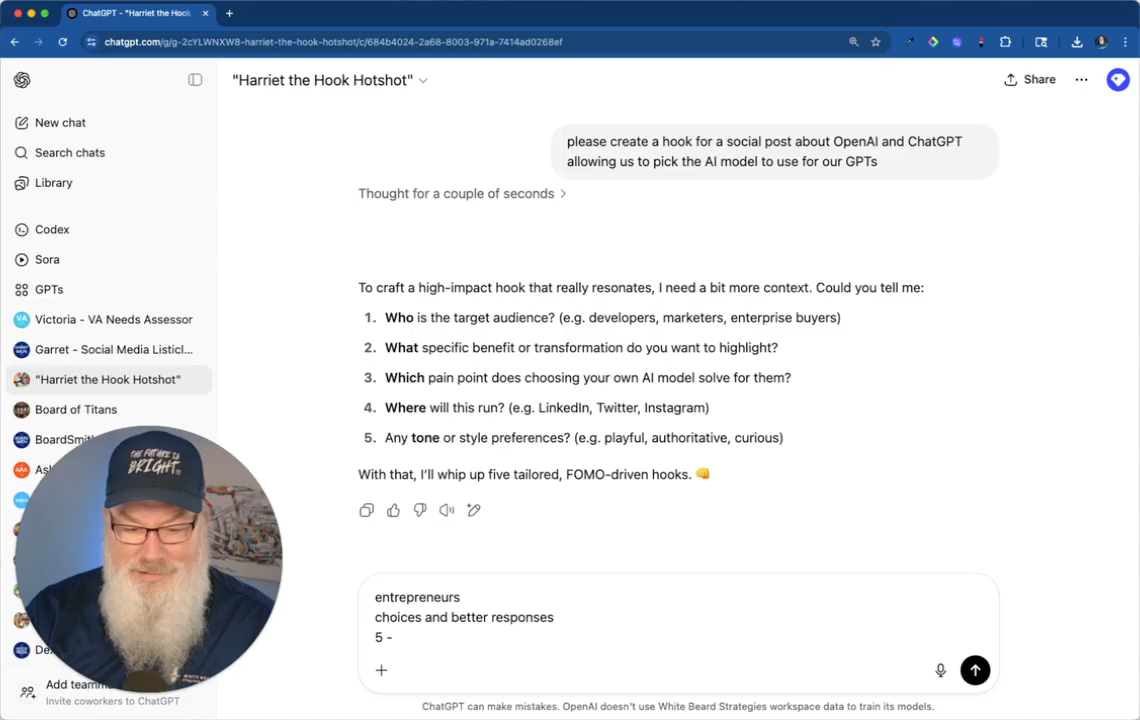 ChatGPT - "Harriet the Hook
chatgpt.com/g/g-2cYLWNXW8-harriet-the-hook-hotshot/c/684b4024-2a68-8003-971a-7414ad0268ef
"Harriet the Hook Hotshot"
Share
New chat
Search chats
Library
Codex
Sora
GPTs
VA
Victoria - VA Needs Assessor
Garret - Social Media Listicl...
"Harriet the Hook Hotshot"
Board of Titans
Add
Invite coworkers to ChatGPT
please create a hook for a social post about OpenAI and ChatGPT
allowing us to pick the AI model to use for our GPTs
Thought for a couple of seconds
To craft a high-impact hook that really resonates, I need a bit more context. Could you tell me:
1. Who is the target audience? (e.g. developers, marketers, enterprise buyers)
2. What specific benefit or transformation do you want to highlight?
3. Which pain point does choosing your own AI model solve for them?
4. Where will this run? (e.g. LinkedIn, Twitter, Instagram)
5. Any tone or style preferences? (e.g. playful, authoritative, curious)
With that, I'll whip up five tailored, FOMO-driven hooks. 👊
entrepreneurs
choices and better responses
5 -
ChatGPT can make mistakes. OpenAI doesn't use White Beard Strategies workspace data to train its models.
THE FUTURE IS
BRIGHT